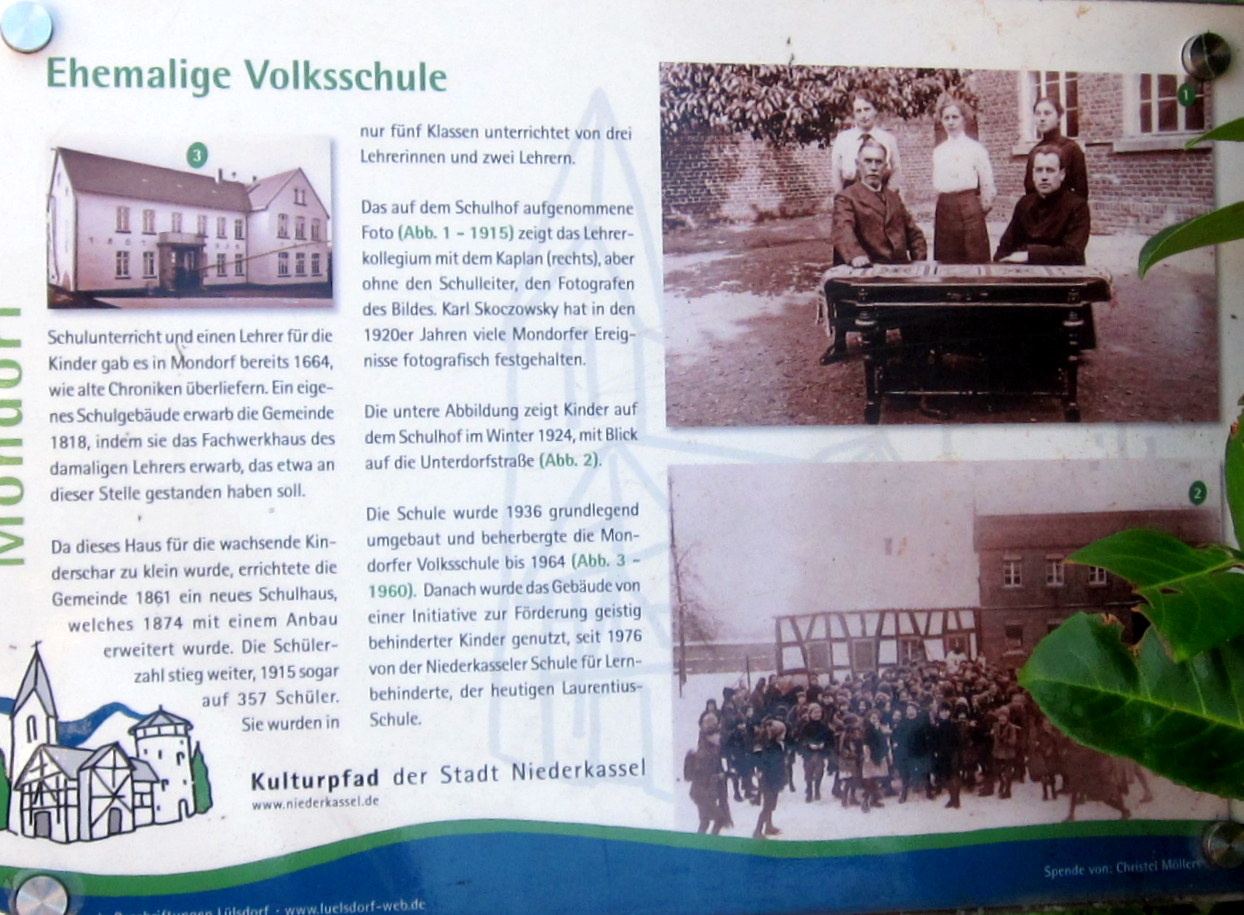 Ehemalige Volksschule
3
Schulunterricht und einen Lehrer für die
Kinder gab es in Mondorf bereits 1664,
wie alte Chroniken überliefern. Ein eige-
nes Schulgebäude erwarb die Gemeinde
1818, indem sie das Fachwerkhaus des
damaligen Lehrers erwarb, das etwa an
dieser Stelle gestanden haben soll.
Da dieses Haus für die wachsende Kin-
derschar zu klein wurde, errichtete die
Gemeinde 1861 ein neues Schulhaus,
welches 1874 mit einem Anbau
erweitert wurde. Die Schüler-
zahl stieg weiter, 1915 sogar
auf 357 Schüler.
Sie wurden in
nur fünf Klassen unterrichtet von drei
Lehrerinnen und zwei Lehrern.
Das auf dem Schulhof aufgenommene
Foto (Abb. 1 – 1915) zeigt das Lehrer-
kollegium mit dem Kaplan (rechts), aber
ohne den Schulleiter, den Fotografen
des Bildes. Karl Skoczowsky hat in den
1920er Jahren viele Mondorfer Ereig-
nisse fotografisch festgehalten.
Die untere Abbildung zeigt Kinder auf
dem Schulhof im Winter 1924, mit Blick
auf die Unterdorfstraße (Abb. 2).
Die Schule wurde 1936 grundlegend
umgebaut und beherbergte die Mon-
dorfer Volksschule bis 1964 (Abb. 3 –
1960). Danach wurde das Gebäude von
einer Initiative zur Förderung geistig
behinderter Kinder genutzt, seit 1976
von der Niederkasseler Schule für Lern-
behinderte, der heutigen Laurentius-
Schule.
1
2
Mondorf
Kulturpfad der Stadt Niederkassel
www.niederkassel.de
Spende von: Christel Möllers
Lülsdorf · www.luelsdorf-web.de